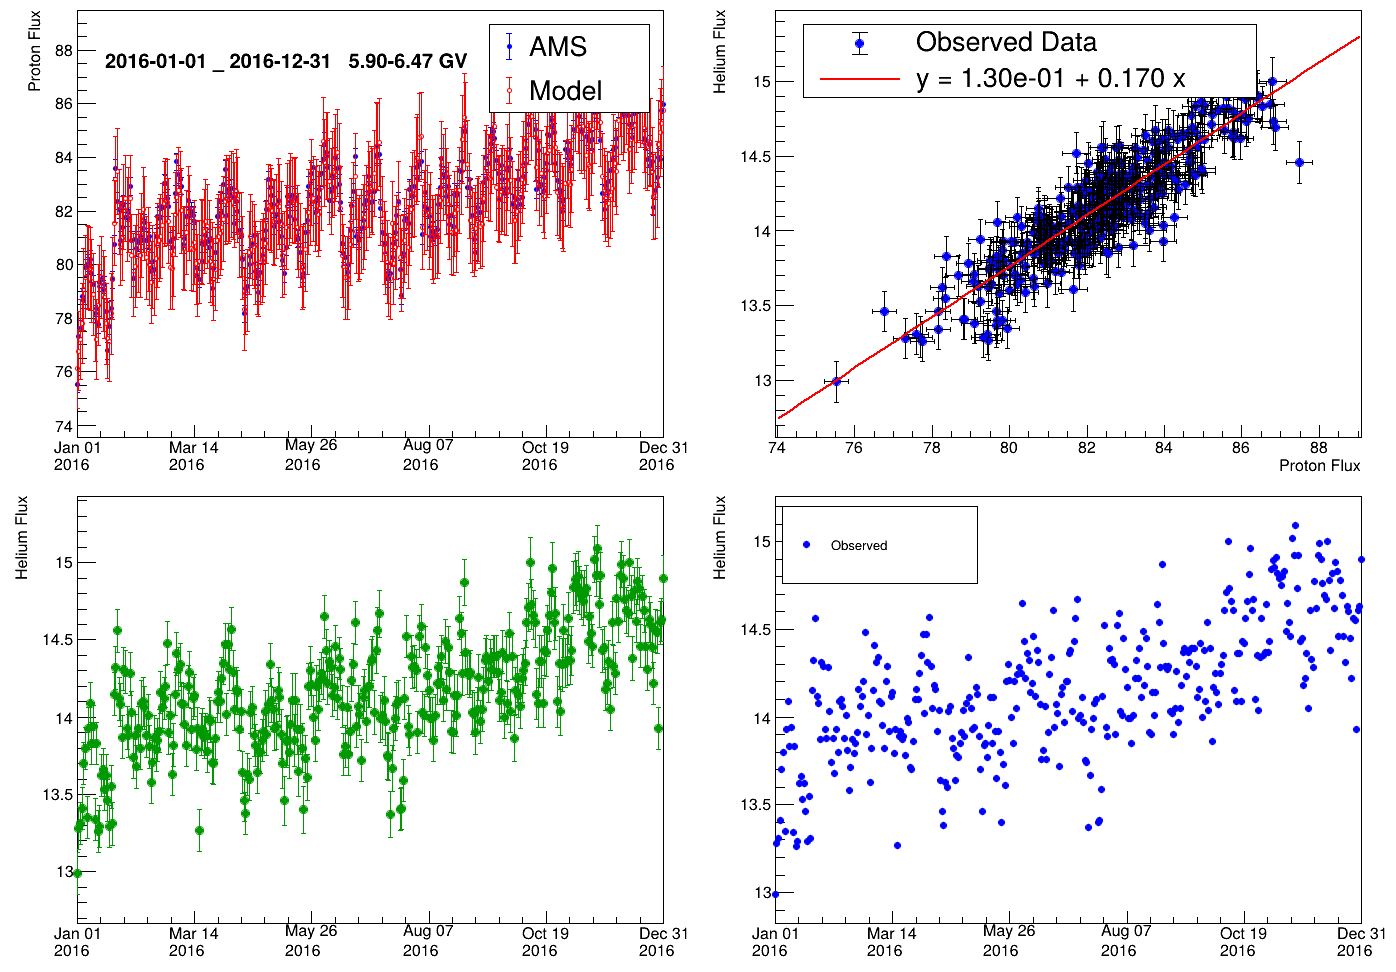 Proton Flux
88
86
84
82
80
78
76
74
2016-01-01 _ 2016-12-31 5.90-6.47 GV
AMS
Model
Jan 01 Mar 14 May 26 Aug 07 Oct 19 Dec 31
2016 2016 2016 2016 2016 2016
Helium Flux
15
14.5
14
13.5
13
Observed Data
y = 1.30e-01 + 0.170 x
74 76 78 80 82 84 86 88
Proton Flux
Helium Flux
15
14.5
14
13.5
13
Jan 01 Mar 14 May 26 Aug 07 Oct 19 Dec 31
2016 2016 2016 2016 2016 2016
Helium Flux
15
14.5
14
13.5
13
Observed
Jan 01 Mar 14 May 26 Aug 07 Oct 19 Dec 31
2016 2016 2016 2016 2016 2016